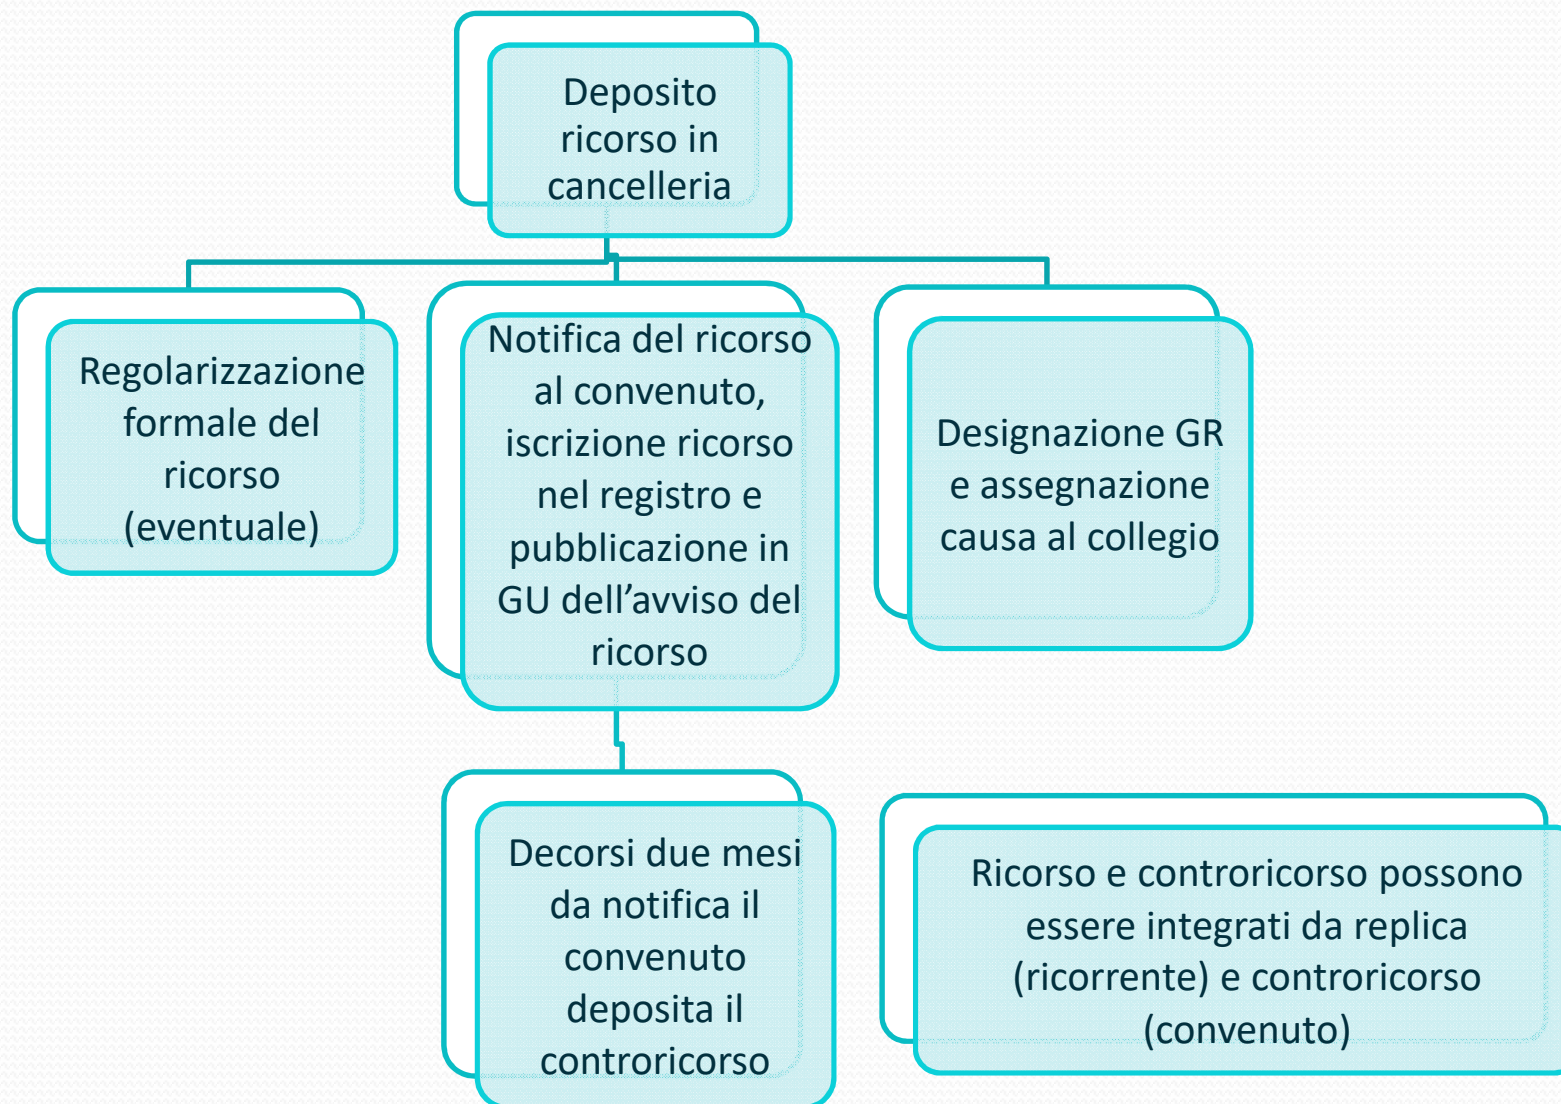 Deposito
ricorso in
cancelleria
Regolarizzazione
formale del
ricorso
(eventuale)
Notifica del ricorso
al convenuto,
iscrizione ricorso
nel registro e
pubblicazione in
GU dell’avviso del
ricorso
Designazione GR
e assegnazione
causa al collegio
Decorsi due mesi
da notifica il
convenuto
deposita il
controricorso
Ricorso e controricorso possono
essere integrati da replica
(ricorrente) e controricorso
(convenuto)